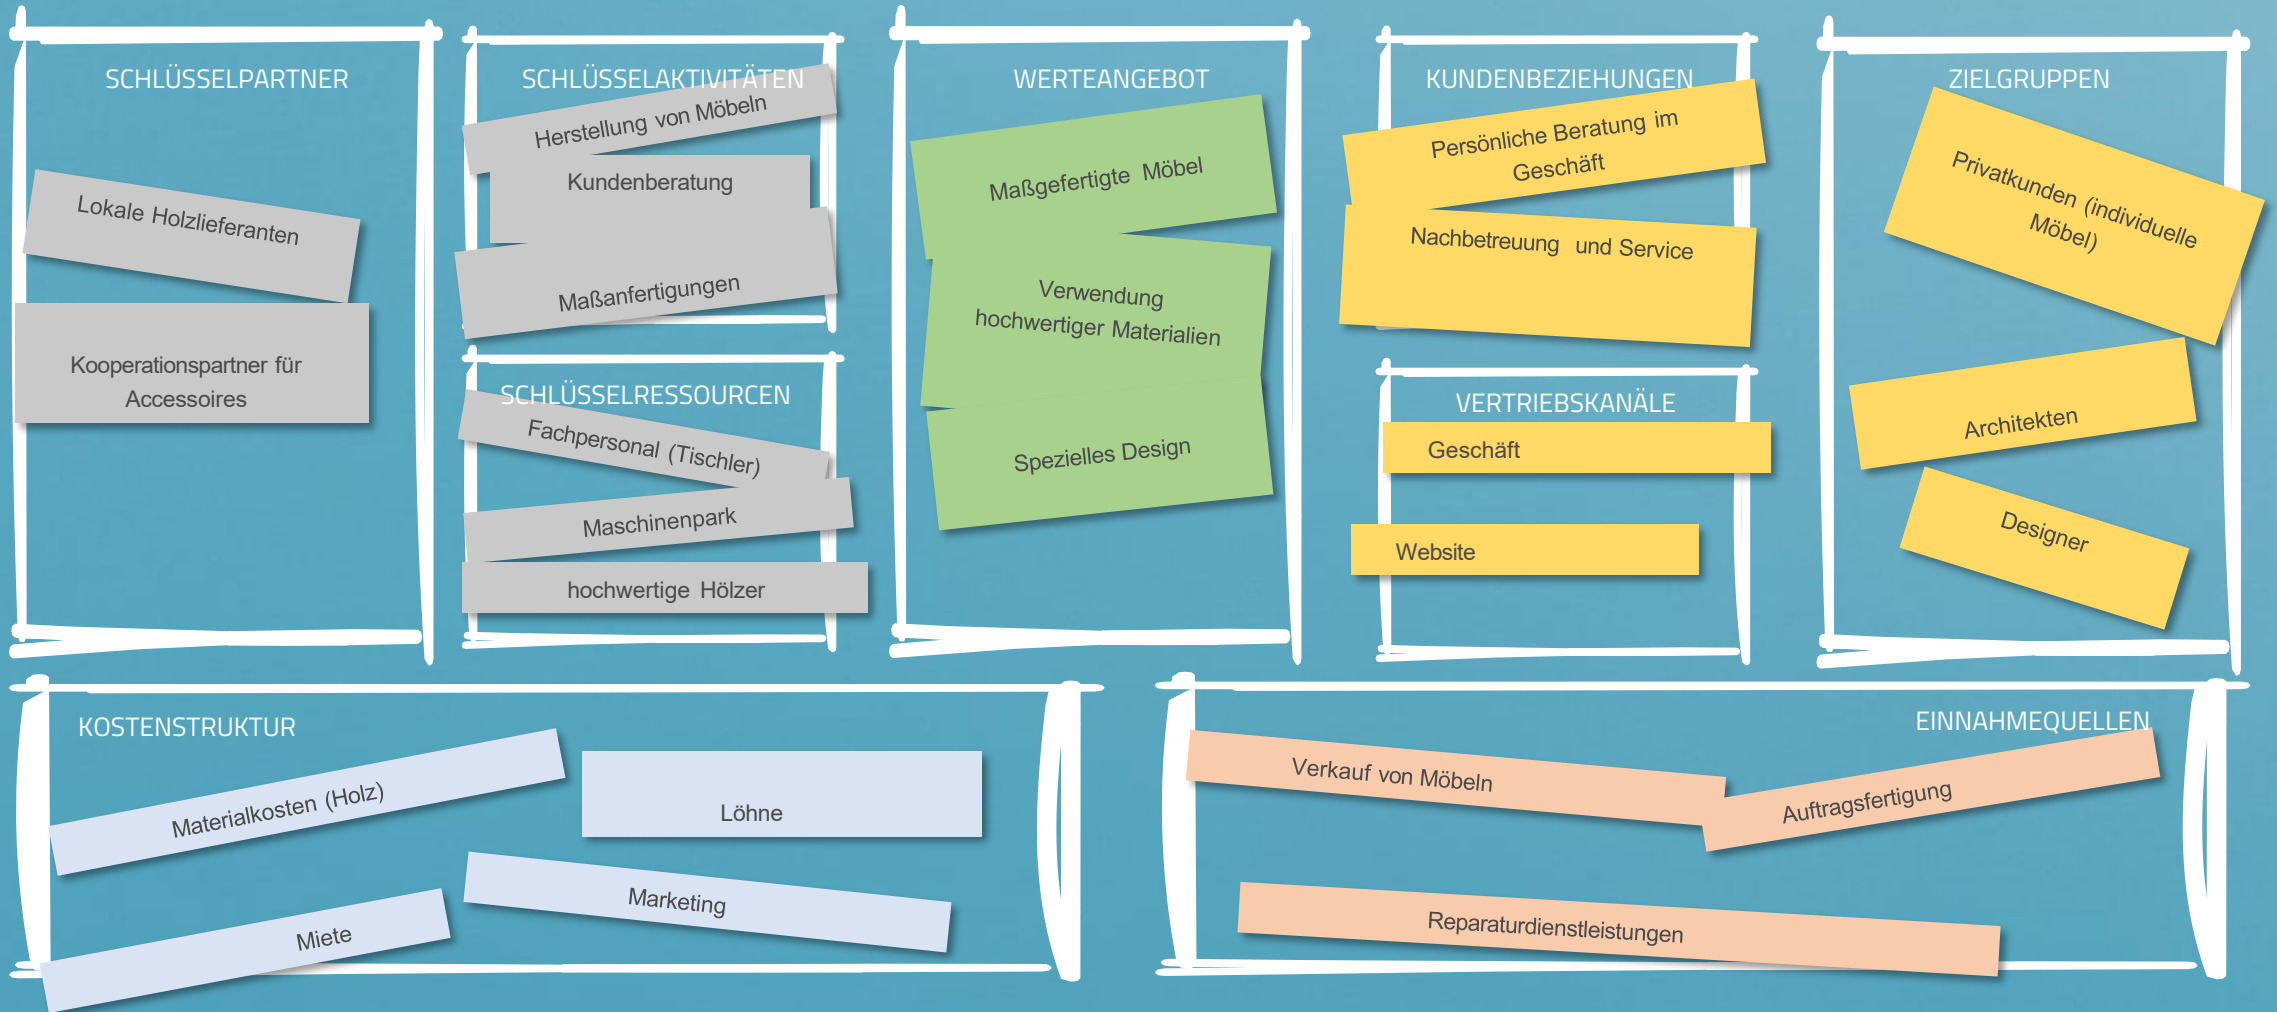 SCHLÜSSELPARTNER
Lokale Holzlieferanten
Kooperationspartner für
Accessoires
SCHLÜSSELAKTIVITÄTEN
Herstellung von Möbeln
Kundenberatung
Maßanfertigungen
SCHLÜSSELRESSOURCEN
Fachpersonal (Tischler)
Maschinenpark
hochwertige Hölzer
WERTEANGEBOT
Maßgefertigte Möbel
Verwendung
hochwertiger Materialien
Spezielles Design
KUNDENBEZIEHUNGEN
Persönliche Beratung im
Geschäft
Nachbetreuung und Service
VERTRIEBSKANÄLE
Geschäft
Website
ZIELGRUPPEN
Privatkunden (individuelle
Möbel)
Architekten
Designer
KOSTENSTRUKTUR
Materialkosten (Holz)
Löhne
Marketing
Miete
EINNAHMEQUELLEN
Verkauf von Möbeln
Auftragsfertigung
Reparaturdienstleistungen